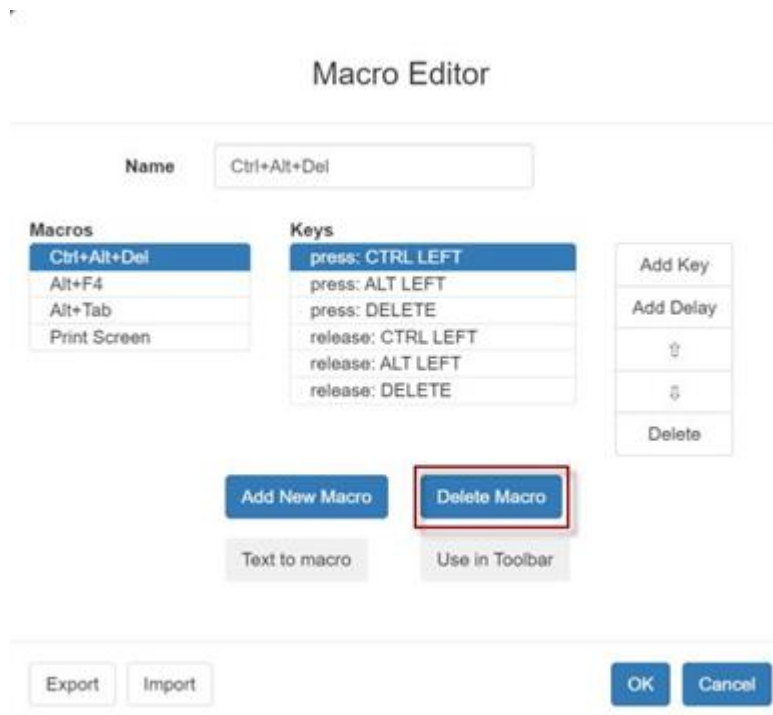 Macro Editor
Name Ctrl+Alt+Del
Macros
Ctrl+Alt+Del
Alt+F4
Alt+Tab
Print Screen
Keys
press: CTRL LEFT
press: ALT LEFT
press: DELETE
release: CTRL LEFT
release: ALT LEFT
release: DELETE
Add Key
Add Delay
⇧
⇩
Delete
Add New Macro Delete Macro
Text to macro Use in Toolbar
Export Import OK Cancel